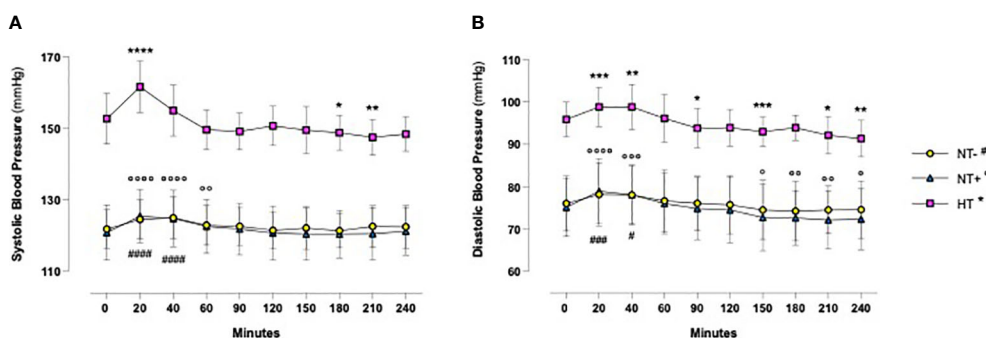 A
Systolic Blood Pressure (mmHg)
170
150
130
110
****
* **
°°°° °°°° °°
#### ####
0 20 40 60 90 120 150 180 210 240
Minutes
B
Diastolic Blood Pressure (mmHg)
110
100
90
80
70
60
*** ** * *** * **
°°°° °°° ° °° °° °
### #
0 20 40 60 90 120 150 180 210 240
Minutes
NT- #
NT+
HT *